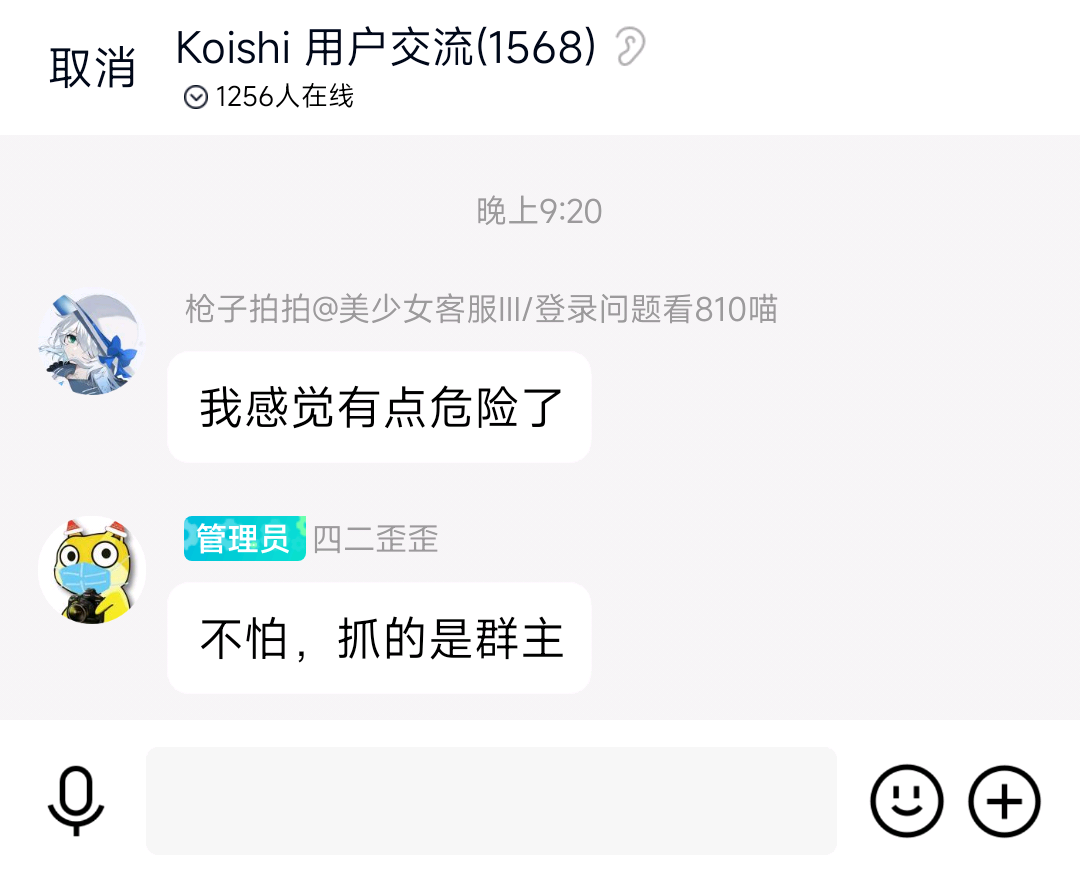 取消
Koishi 用户交流(1568)
1256人在线
晚上9:20
枪子拍拍@美少女客服III/登录问题看810喵
我感觉有点危险了
管理员 四二歪歪
不怕，抓的是群主